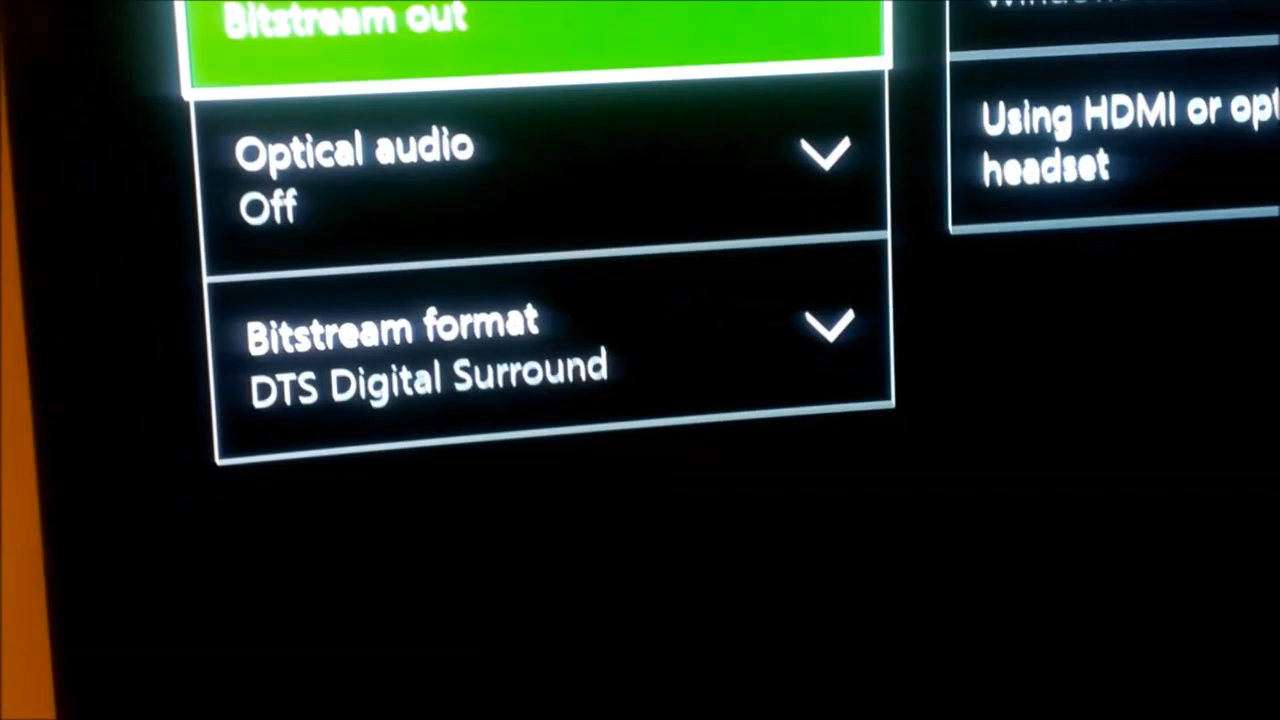 Bitstream out
Optical audio
Off
Bitstream format
DTS Digital Surround
Using HDMI or opt
headset